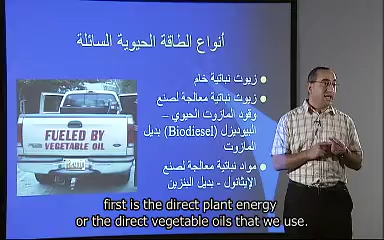 أنواع الطاقة الحيوية السائلة
زيوت نباتية خام
زيوت نباتية معالجة لصنع
وقود المازوت الحيوي –
البيوديزل (Biodiesel) بديل
المازوت
مواد نباتية معالجة لصنع
الإيثانول - بديل البنزين
FUELED BY
VEGETABLE OIL
first is the direct plant energy
or the direct vegetable oils that we use.